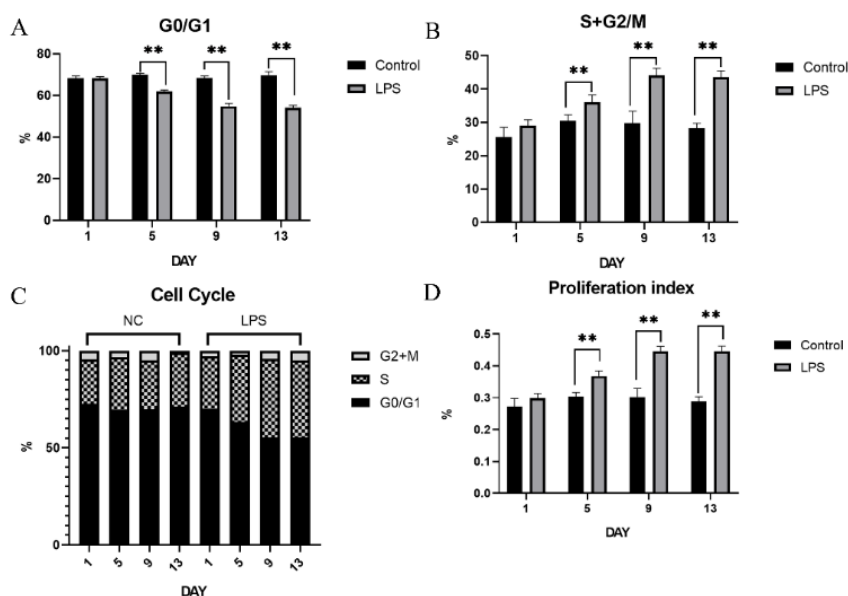 A
G0/G1
**
**
**
80
60
40
20
0
%
1
5
9
13
DAY
Control
LPS
B
S+G2/M
**
**
**
50
40
30
20
10
0
%
1
5
9
13
DAY
Control
LPS
C
Cell Cycle
NC
LPS
100
50
0
%
1
5
9
13
1
5
9
13
DAY
G2+M
S
G0/G1
D
Proliferation index
**
**
**
0.5
0.4
0.3
0.2
0.1
0.0
%
1
5
9
13
DAY
Control
LPS